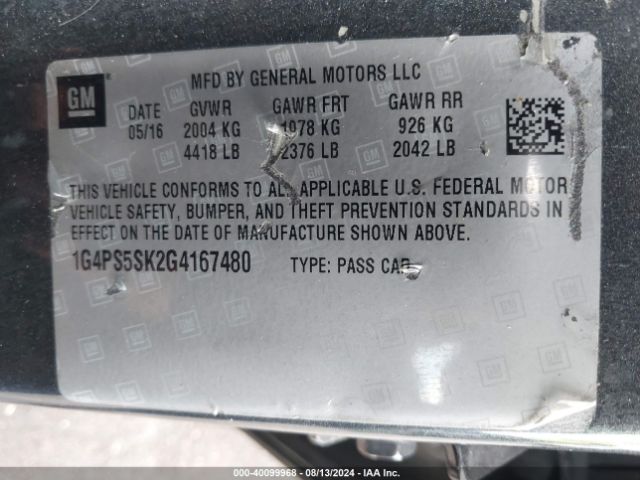 GM
MFD BY GENERAL MOTORS LLC
DATE GVWR GAWR FRT GAWR RR
05/16 2004 KG 1078 KG 926 KG
4418 LB 2376 LB 2042 LB
THIS VEHICLE CONFORMS TO ALL APPLICABLE U.S. FEDERAL MOTOR
VEHICLE SAFETY, BUMPER, AND THEFT PREVENTION STANDARDS IN
EFFECT ON THE DATE OF MANUFACTURE SHOWN ABOVE.
1G4PS5SK2G4167480 TYPE: PASS CAR
000-40099968 - 08/13/2024 - IAAI.com